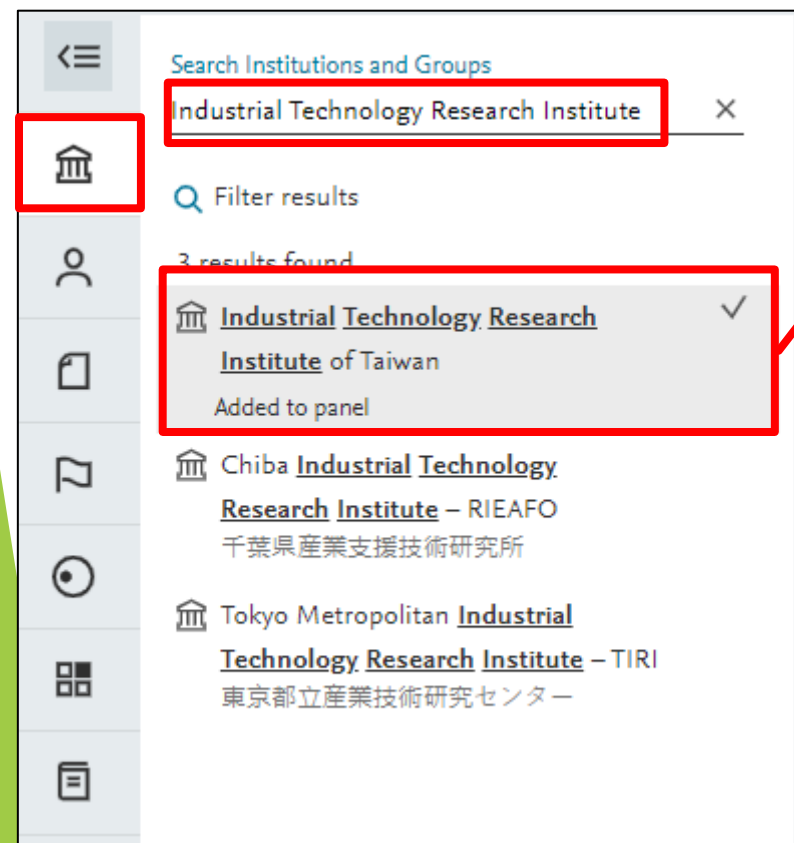 Search Institutions and Groups
Industrial Technology Research Institute
Filter results
3 results found
Industrial Technology Research
Institute of Taiwan
Added to panel
Chiba Industrial Technology
Research Institute – RIEAFO
千葉県産業支援技術研究所
Tokyo Metropolitan Industrial
Technology Research Institute – TIRI
東京都立産業技術研究センター